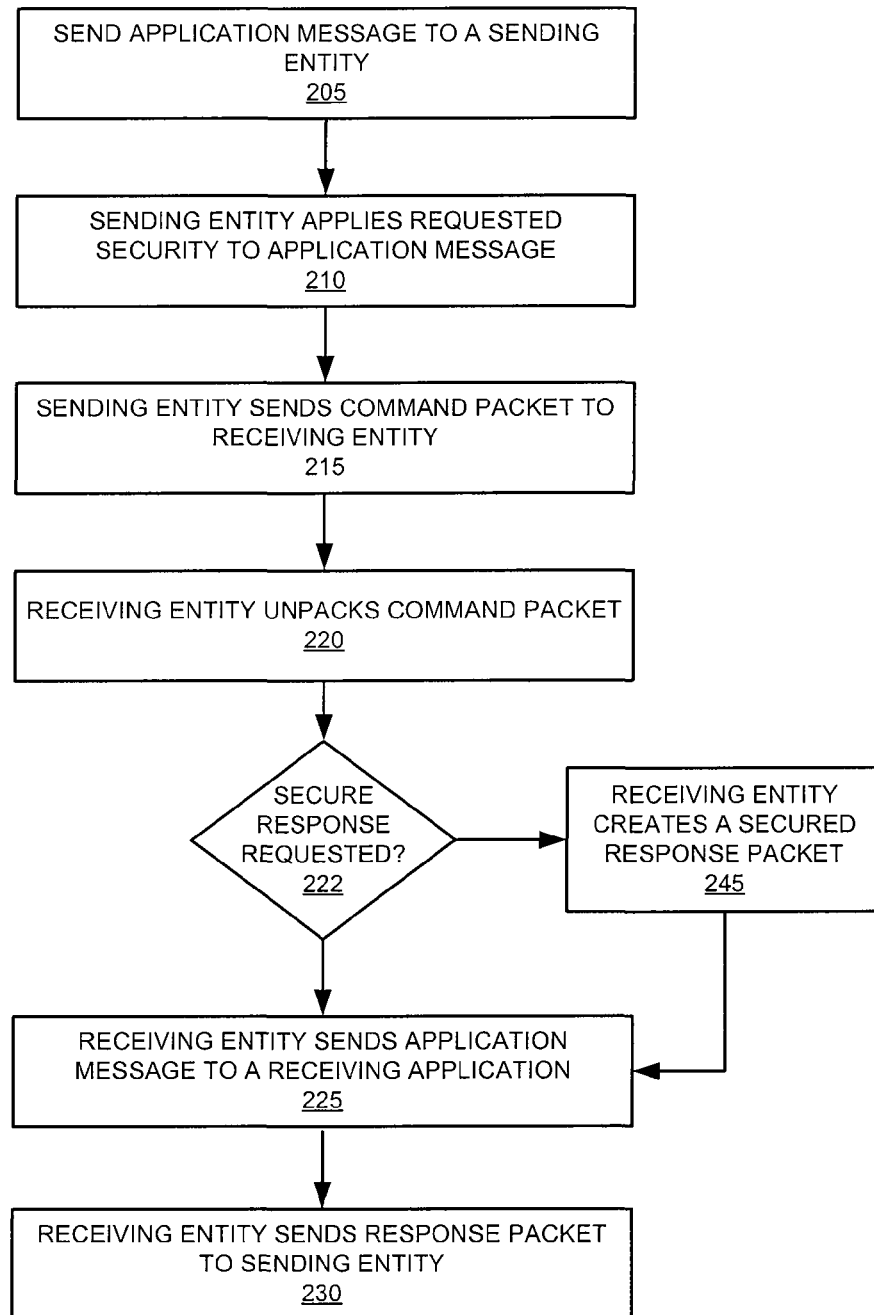 SEND APPLICATION MESSAGE TO A SENDING
ENTITY
205
SENDING ENTITY APPLIES REQUESTED
SECURITY TO APPLICATION MESSAGE
210
SENDING ENTITY SENDS COMMAND PACKET TO
RECEIVING ENTITY
215
RECEIVING ENTITY UNPACKS COMMAND PACKET
220
SECURE
RESPONSE
REQUESTED?
222
RECEIVING ENTITY
CREATES A SECURED
RESPONSE PACKET
245
RECEIVING ENTITY SENDS APPLICATION
MESSAGE TO A RECEIVING APPLICATION
225
RECEIVING ENTITY SENDS RESPONSE PACKET
TO SENDING ENTITY
230